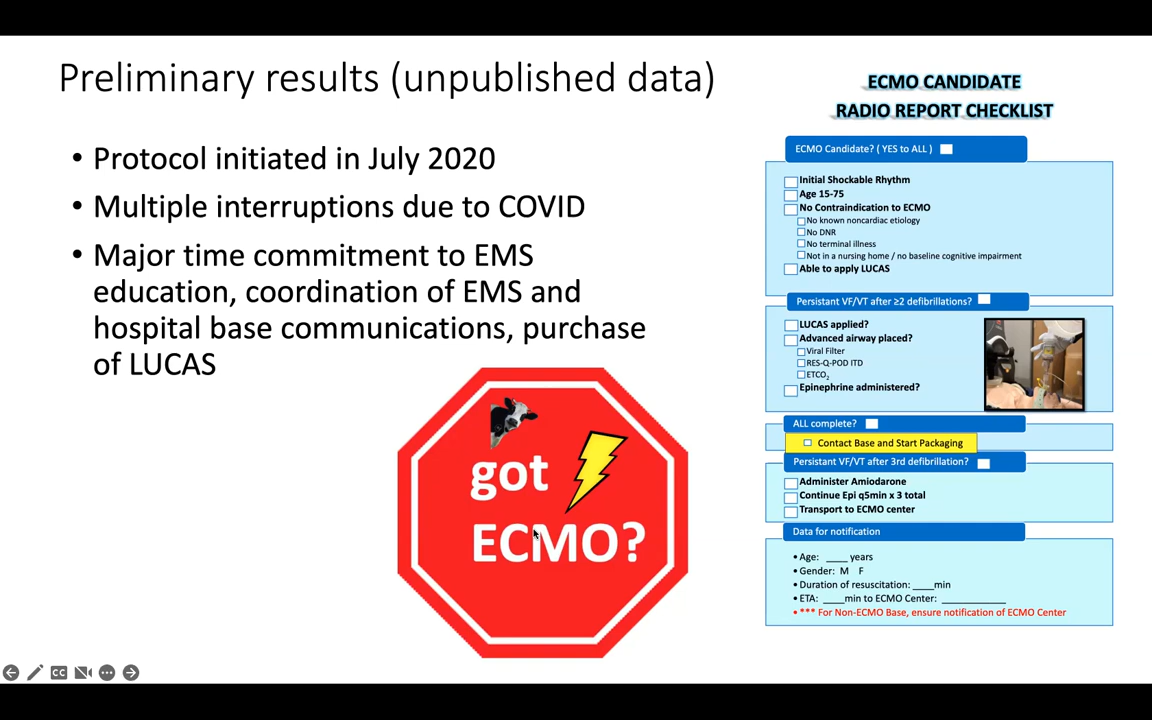 Preliminary results (unpublished data)
• Protocol initiated in July 2020
• Multiple interruptions due to COVID
• Major time commitment to EMS
education, coordination of EMS and
hospital base communications, purchase
of LUCAS
got
ECMO?
ECMO CANDIDATE
RADIO REPORT CHECKLIST
ECMO Candidate? ( YES to ALL )
Initial Shockable Rhythm
Age 15-75
No Contraindication to ECMO
No known noncardiac etiology
No DNR
No terminal illness
Not in a nursing home / no baseline cognitive impairment
Able to apply LUCAS
Persistant VF/VT after ≥2 defibrillations?
LUCAS applied?
Advanced airway placed?
Viral Filter
RES-Q-POD ITD
ETCO₂
Epinephrine administered?
ALL complete?
Contact Base and Start Packaging
Persistant VF/VT after 3rd defibrillation?
Administer Amiodarone
Continue Epi q5min x 3 total
Transport to ECMO center
Data for notification
• Age: ____ years
• Gender: M F
• Duration of resuscitation: ____min
• ETA: ____min to ECMO Center: ____________
• *** For Non-ECMO Base, ensure notification of ECMO Center
CC